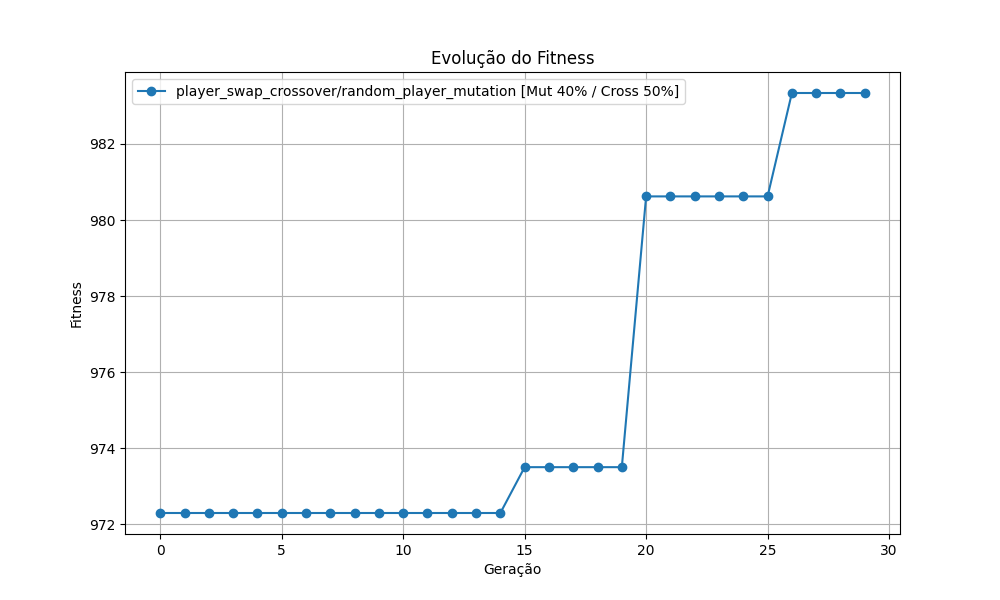 Evolução do Fitness
player_swap_crossover/random_player_mutation [Mut 40% / Cross 50%]
982
980
978
976
974
972
Fitness
0 5 10 15 20 25 30
Geração